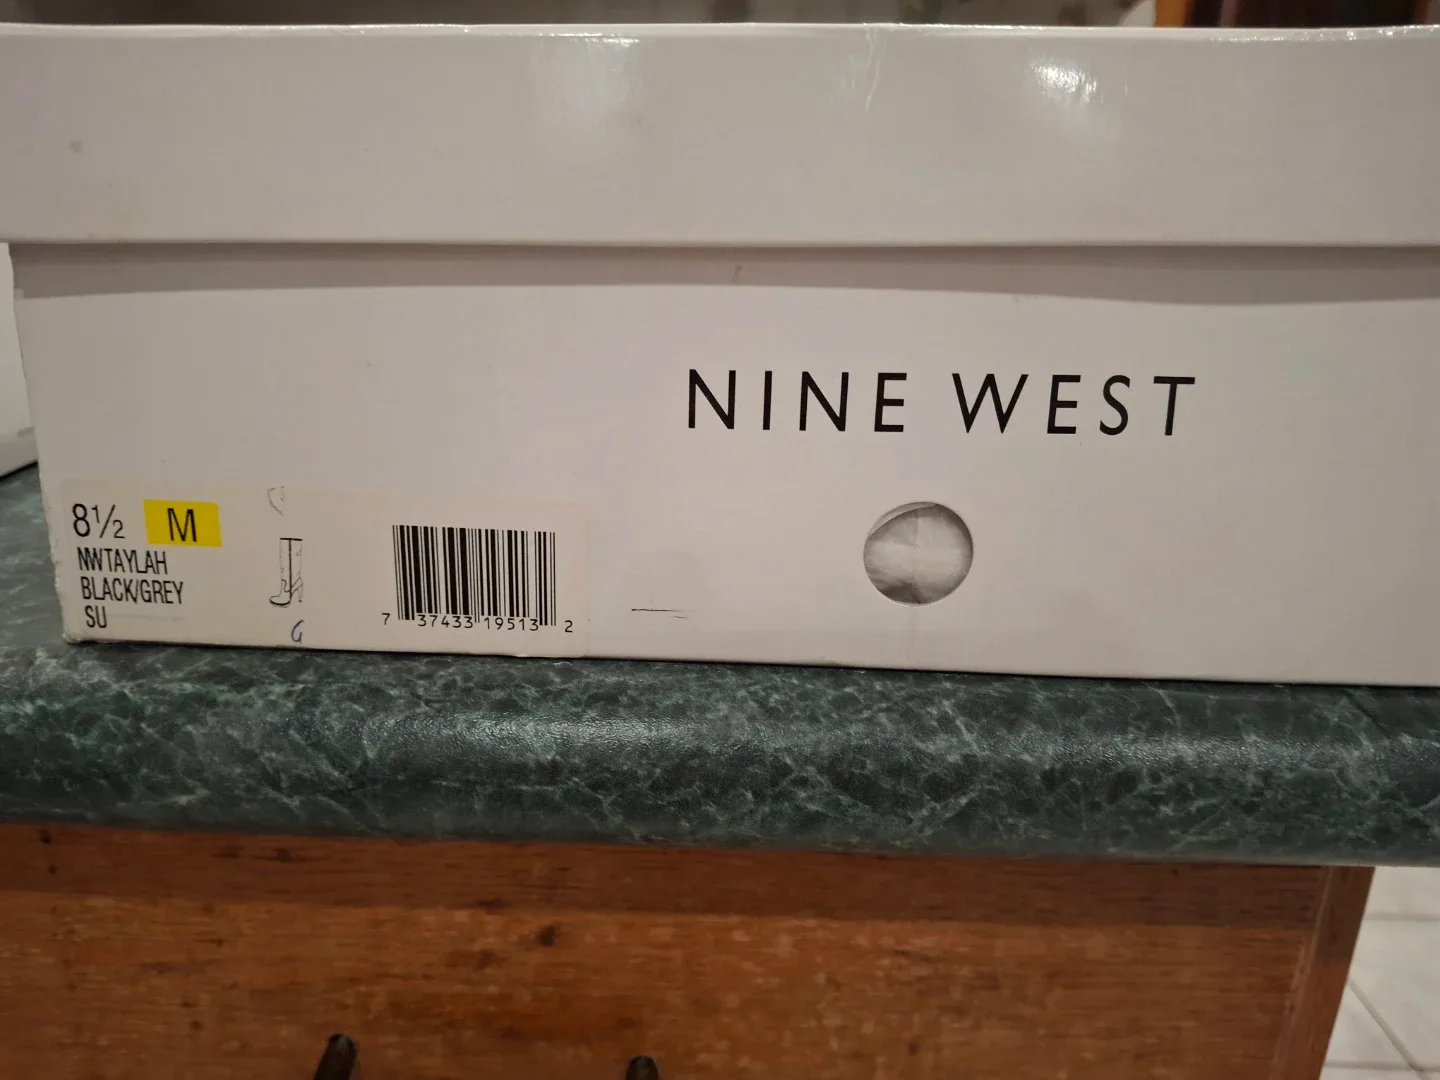 NINE WEST
8½ M
NWTAYLAH
BLACK/GREY
SU
G
7 37433 19513 2